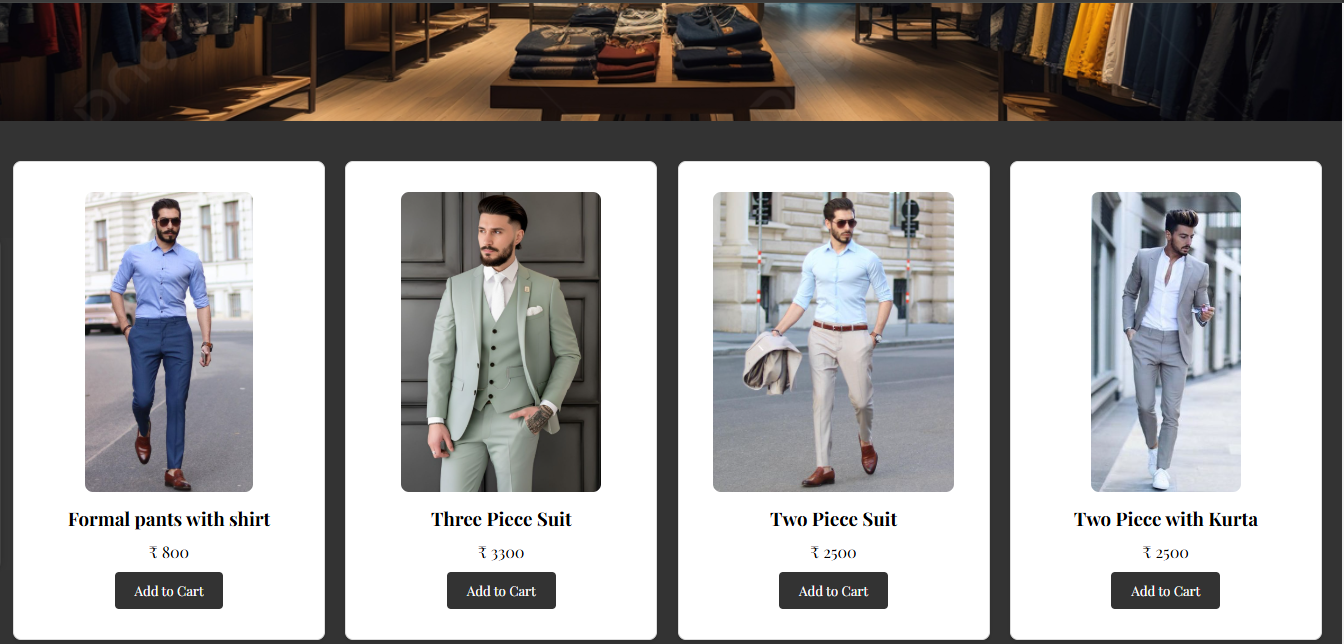 Formal pants with shirt
₹ 800
Add to Cart
Three Piece Suit
₹ 3300
Add to Cart
Two Piece Suit
₹ 2500
Add to Cart
Two Piece with Kurta
₹ 2500
Add to Cart